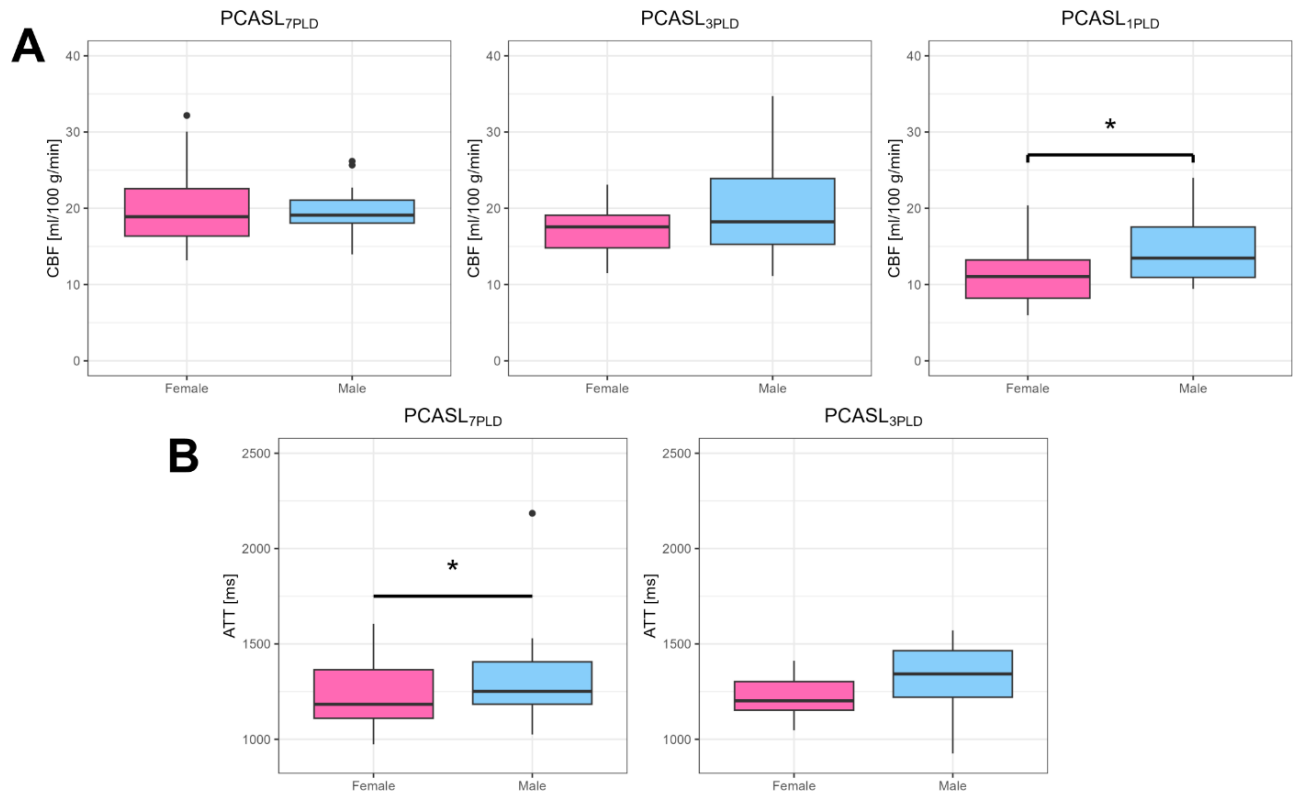 A
PCASL7PLD
PCASL3PLD
PCASL1PLD
CBF [ml/100 g/min]
40
30
20
10
0
Female
Male
CBF [ml/100 g/min]
40
30
20
10
0
Female
Male
CBF [ml/100 g/min]
40
30
20
10
0
*
Female
Male
B
PCASL7PLD
PCASL3PLD
ATT [ms]
2500
2000
1500
1000
*
Female
Male
ATT [ms]
2500
2000
1500
1000
Female
Male